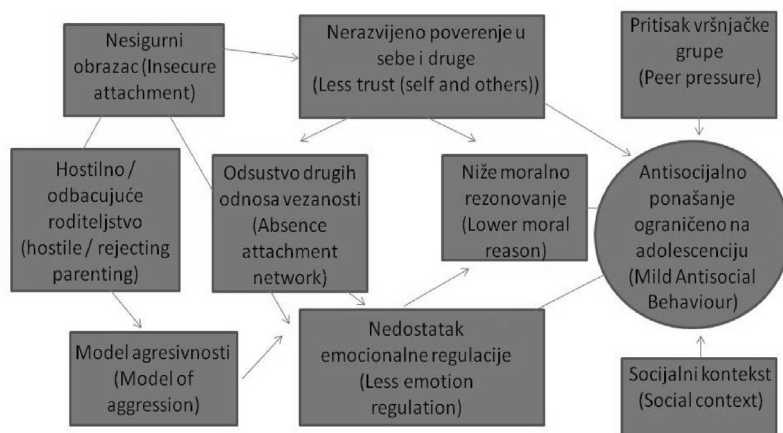 Nesigurni
obrazac (Insecure
attachment)
Nerazvijeno poverenje u
sebe i druge
(Less trust (self and others))
Pritisak vršnjačke
grupe
(Peer pressure)
Hostilno /
odbacujuće
roditeljstvo
(hostile / rejecting
parenting)
Odsustvo drugih
odnosa vezanosti
(Absence
attachment
network)
Niže moralno
rezonovanje
(Lower moral
reason)
Antisocijalno
ponašanje
ograničeno na
adolescenciju
(Mild Antisocial
Behaviour)
Model agresivnosti
(Model of
aggression)
Nedostatak
emocionalne regulacije
(Less emotion
regulation)
Socijalni kontekst
(Social context)